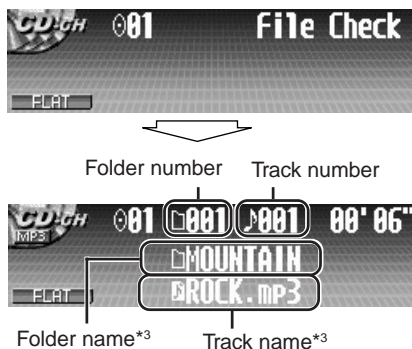 CD-CH 01 File Check
FLAT
Folder number Track number
CD-CH 01 001 001 00'06"
MP3
MOUNTAIN
FLAT ROCK.mp3
Folder name*3 Track name*3